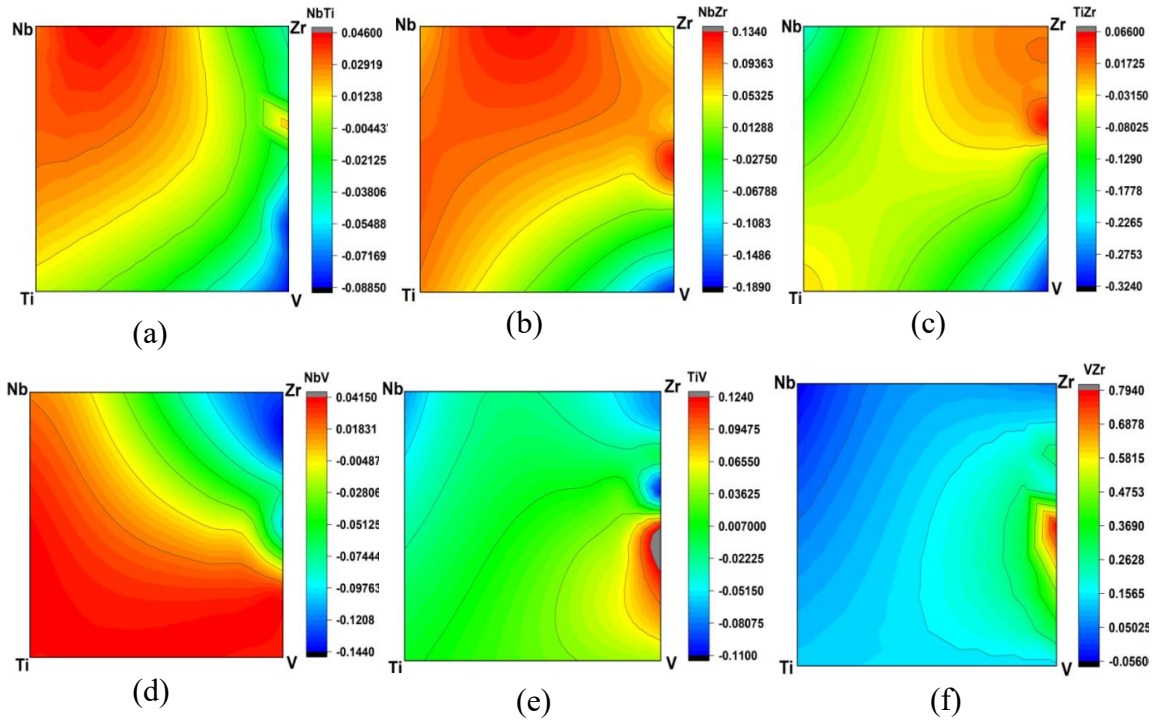 NbTi
Nb
Zr
0.04600
0.02919
0.01238
-0.00443
-0.02125
-0.03806
-0.05488
-0.07169
-0.08850
Ti
V
(a)
NbZr
Nb
Zr
0.1340
0.09363
0.05325
0.01288
-0.02750
-0.06788
-0.1083
-0.1486
-0.1890
Ti
V
(b)
TiZr
Nb
Zr
0.06600
0.01725
-0.03150
-0.08025
-0.1290
-0.1778
-0.2265
-0.2753
-0.3240
Ti
V
(c)
NbV
Nb
Zr
0.04150
0.01831
-0.00487
-0.02806
-0.05125
-0.07444
-0.09763
-0.1208
-0.1440
Ti
V
(d)
TiV
Nb
Zr
0.1240
0.09475
0.06550
0.03625
0.007000
-0.02225
-0.05150
-0.08075
-0.1100
Ti
V
(e)
VZr
Nb
Zr
0.7940
0.6878
0.5815
0.4753
0.3690
0.2628
0.1565
0.05025
-0.0560
Ti
V
(f)